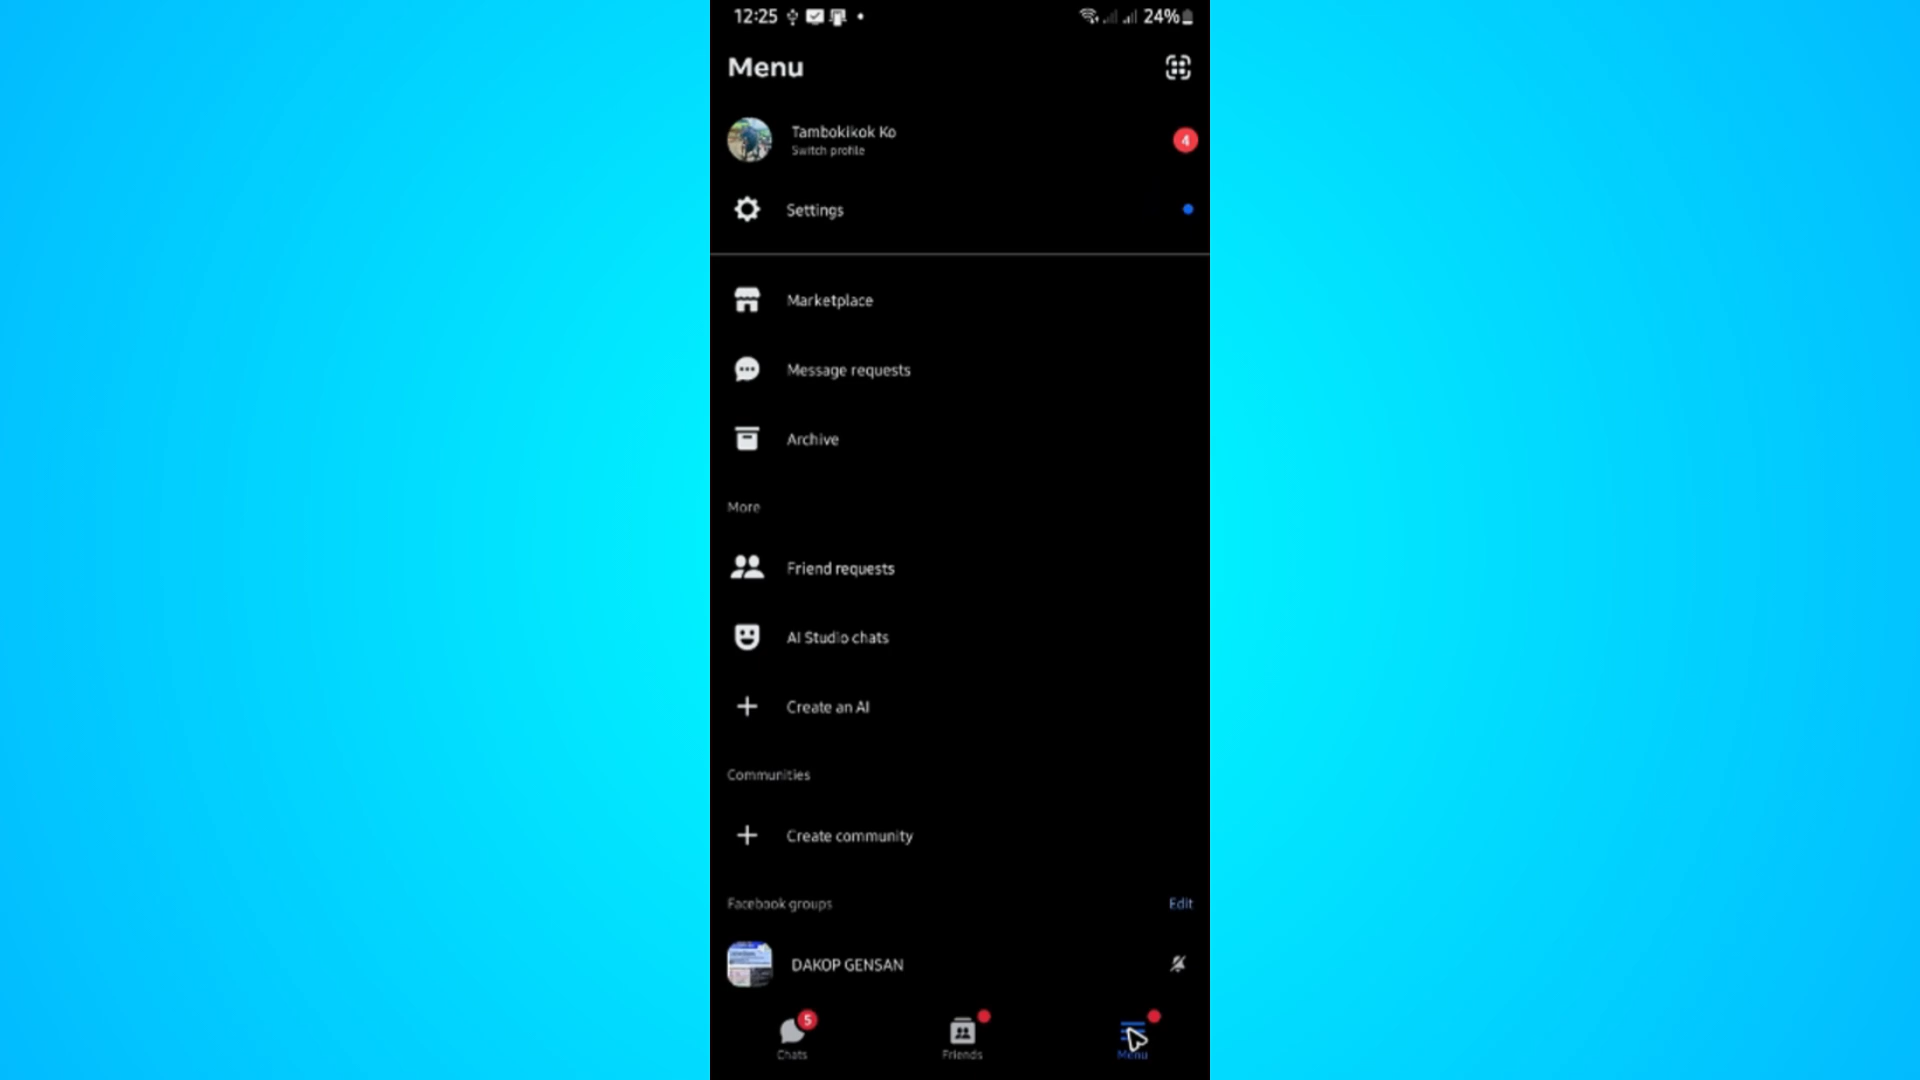 12:25
24%
Menu
Tambokikok Ko
Switch profile
4
Settings
Marketplace
Message requests
Archive
More
Friend requests
AI Studio chats
Create an AI
Communities
Create community
Facebook groups
Edit
DAKOP GENSAN
5
Chats
Friends
Menu